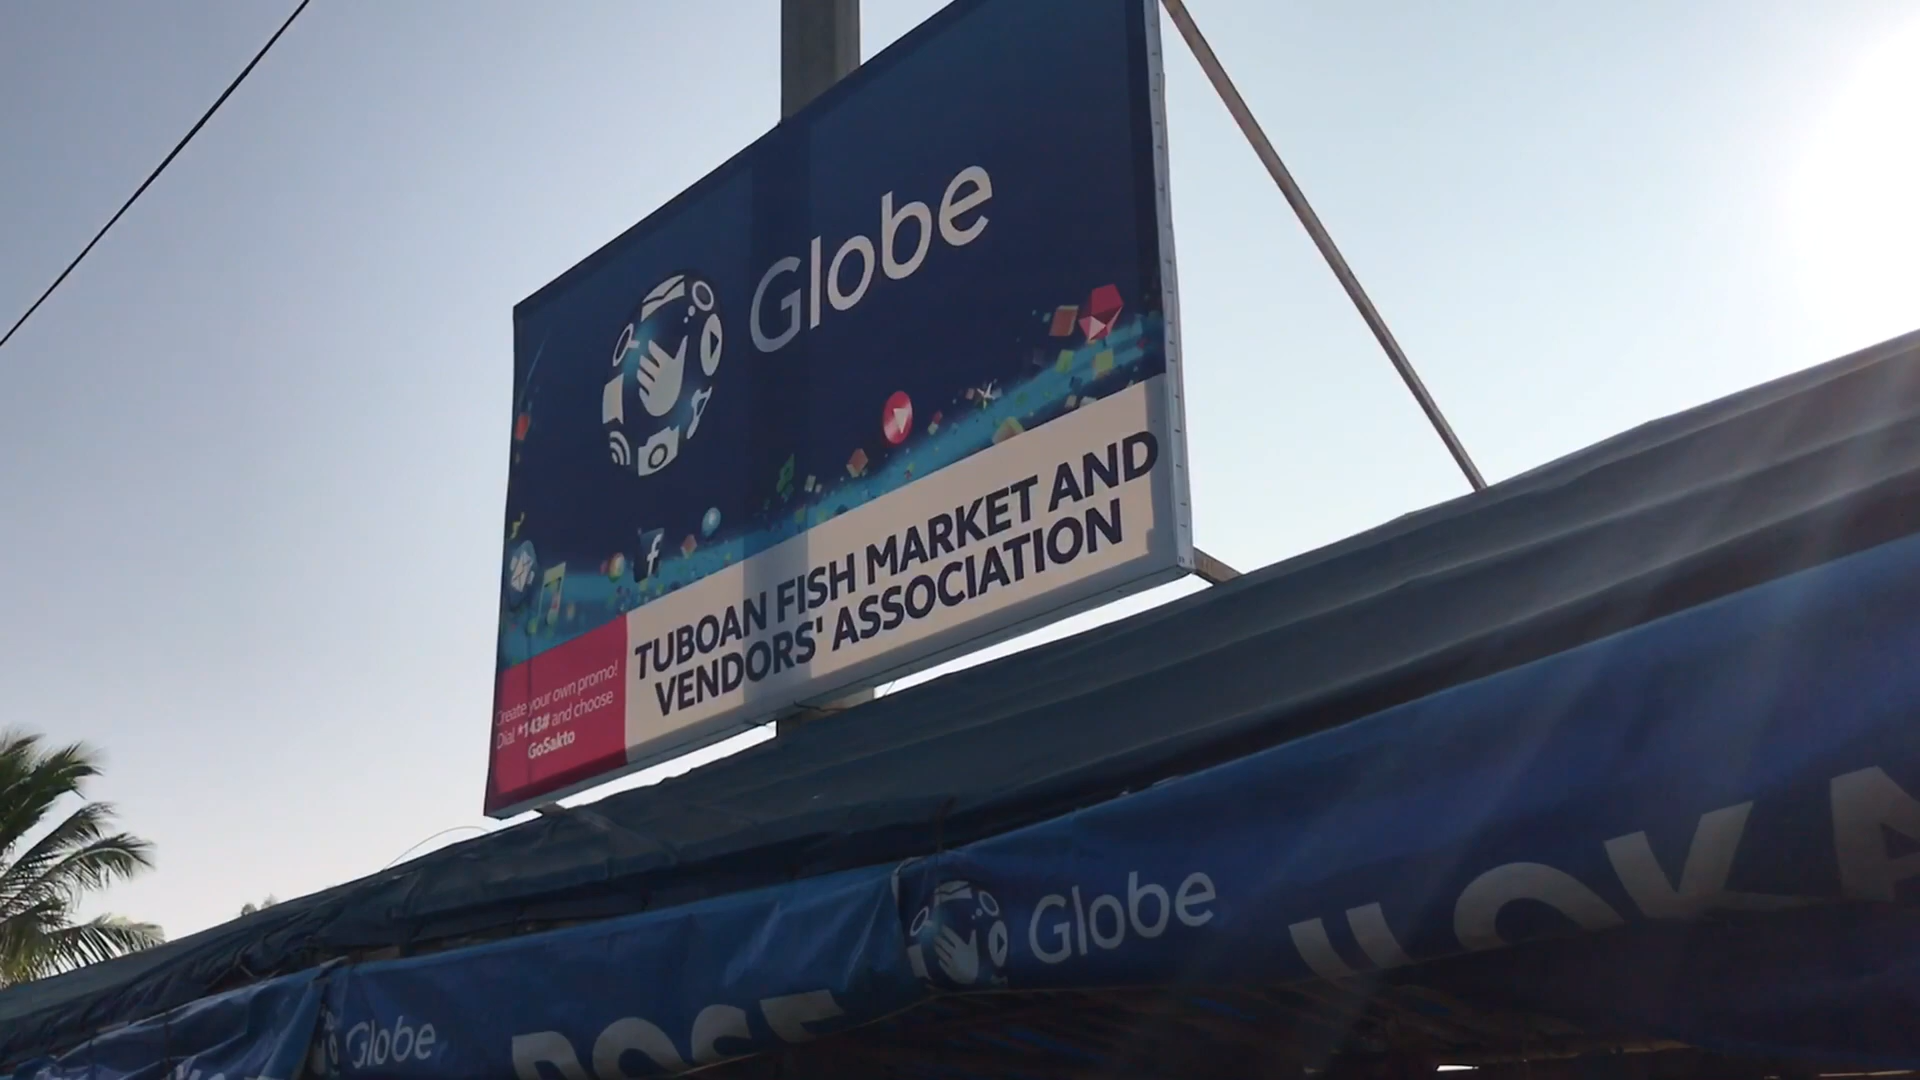 Globe
TUBOAN FISH MARKET AND
VENDORS' ASSOCIATION
Create your own promo!
Dial *143# and choose
GoSakto
Globe
Globe